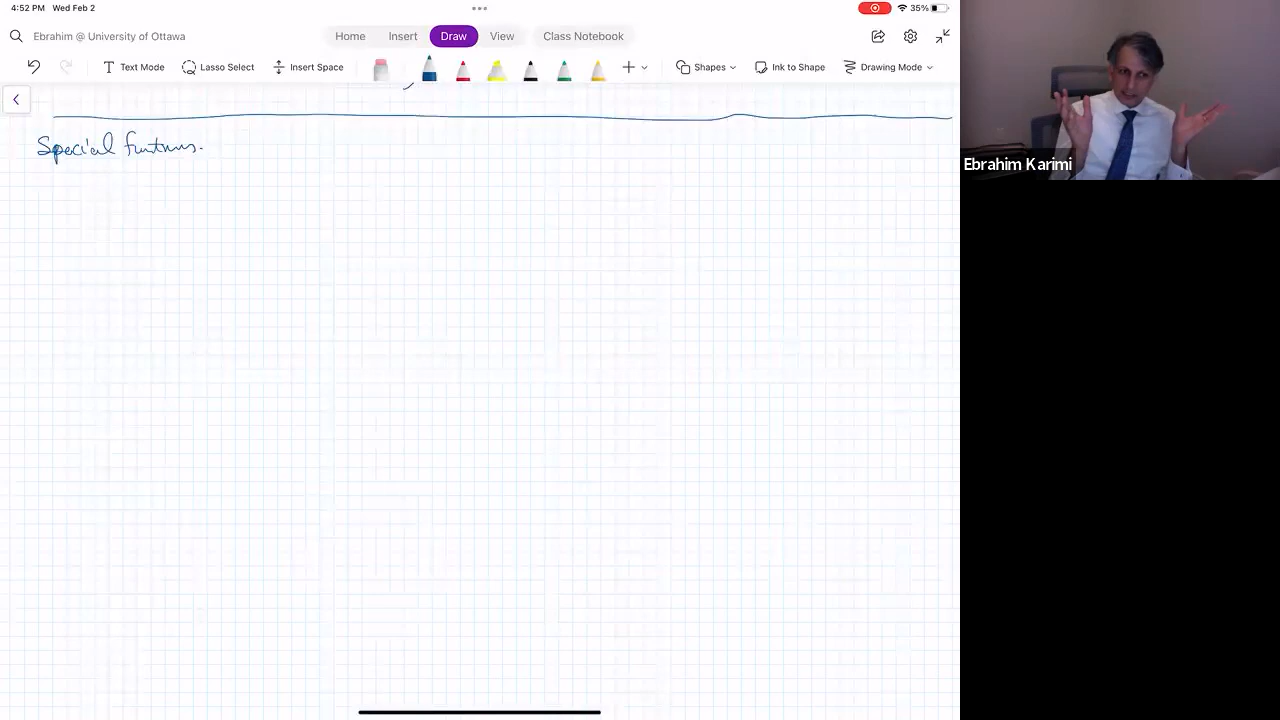 4:52 PM Wed Feb 2
35%
Ebrahim @ University of Ottawa
Home Insert Draw View Class Notebook
Text Mode Lasso Select Insert Space Shapes Ink to Shape Drawing Mode
Special funtnus.
Ebrahim Karimi